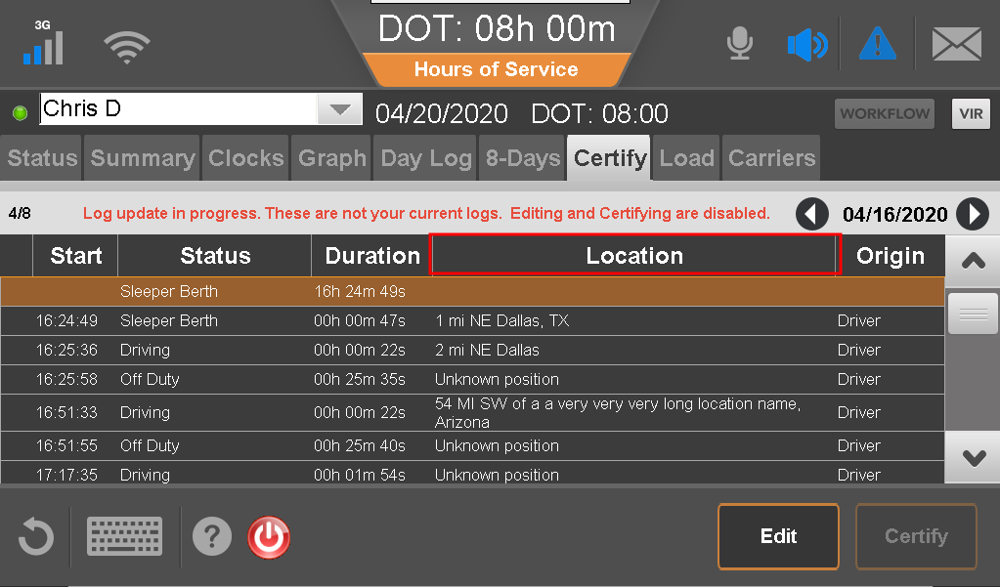 3G
DOT: 08h 00m
Hours of Service
Chris D
04/20/2020 DOT: 08:00
WORKFLOW
VIR
Status Summary Clocks Graph Day Log 8-Days Certify Load Carriers
4/8 Log update in progress. These are not your current logs. Editing and Certifying are disabled. 04/16/2020
Start Status Duration Location Origin
Sleeper Berth 16h 24m 49s
16:24:49 Sleeper Berth 00h 00m 47s 1 mi NE Dallas, TX Driver
16:25:36 Driving 00h 00m 22s 2 mi NE Dallas Driver
16:25:58 Off Duty 00h 25m 35s Unknown position Driver
16:51:33 Driving 00h 00m 22s 54 MI SW of a a very very very long location name, Driver
Arizona
16:51:55 Off Duty 00h 25m 40s Unknown position Driver
17:17:35 Driving 00h 01m 54s Unknown position Driver
?
Edit Certify